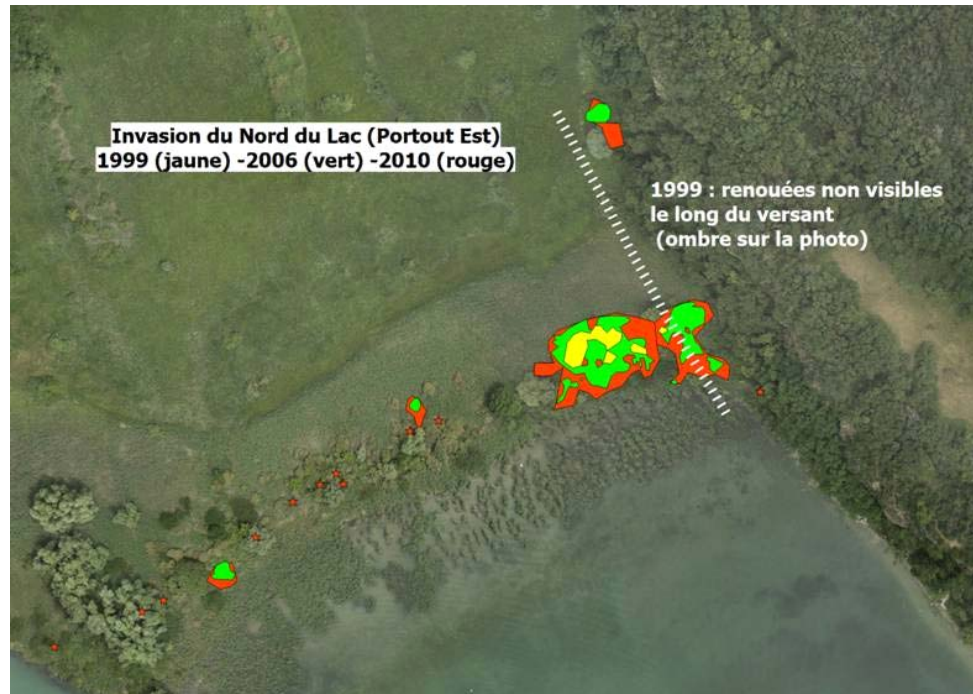 Invasion du Nord du Lac (Portout Est)
1999 (jaune) -2006 (vert) -2010 (rouge)
1999 : renouées non visibles
le long du versant
(ombre sur la photo)